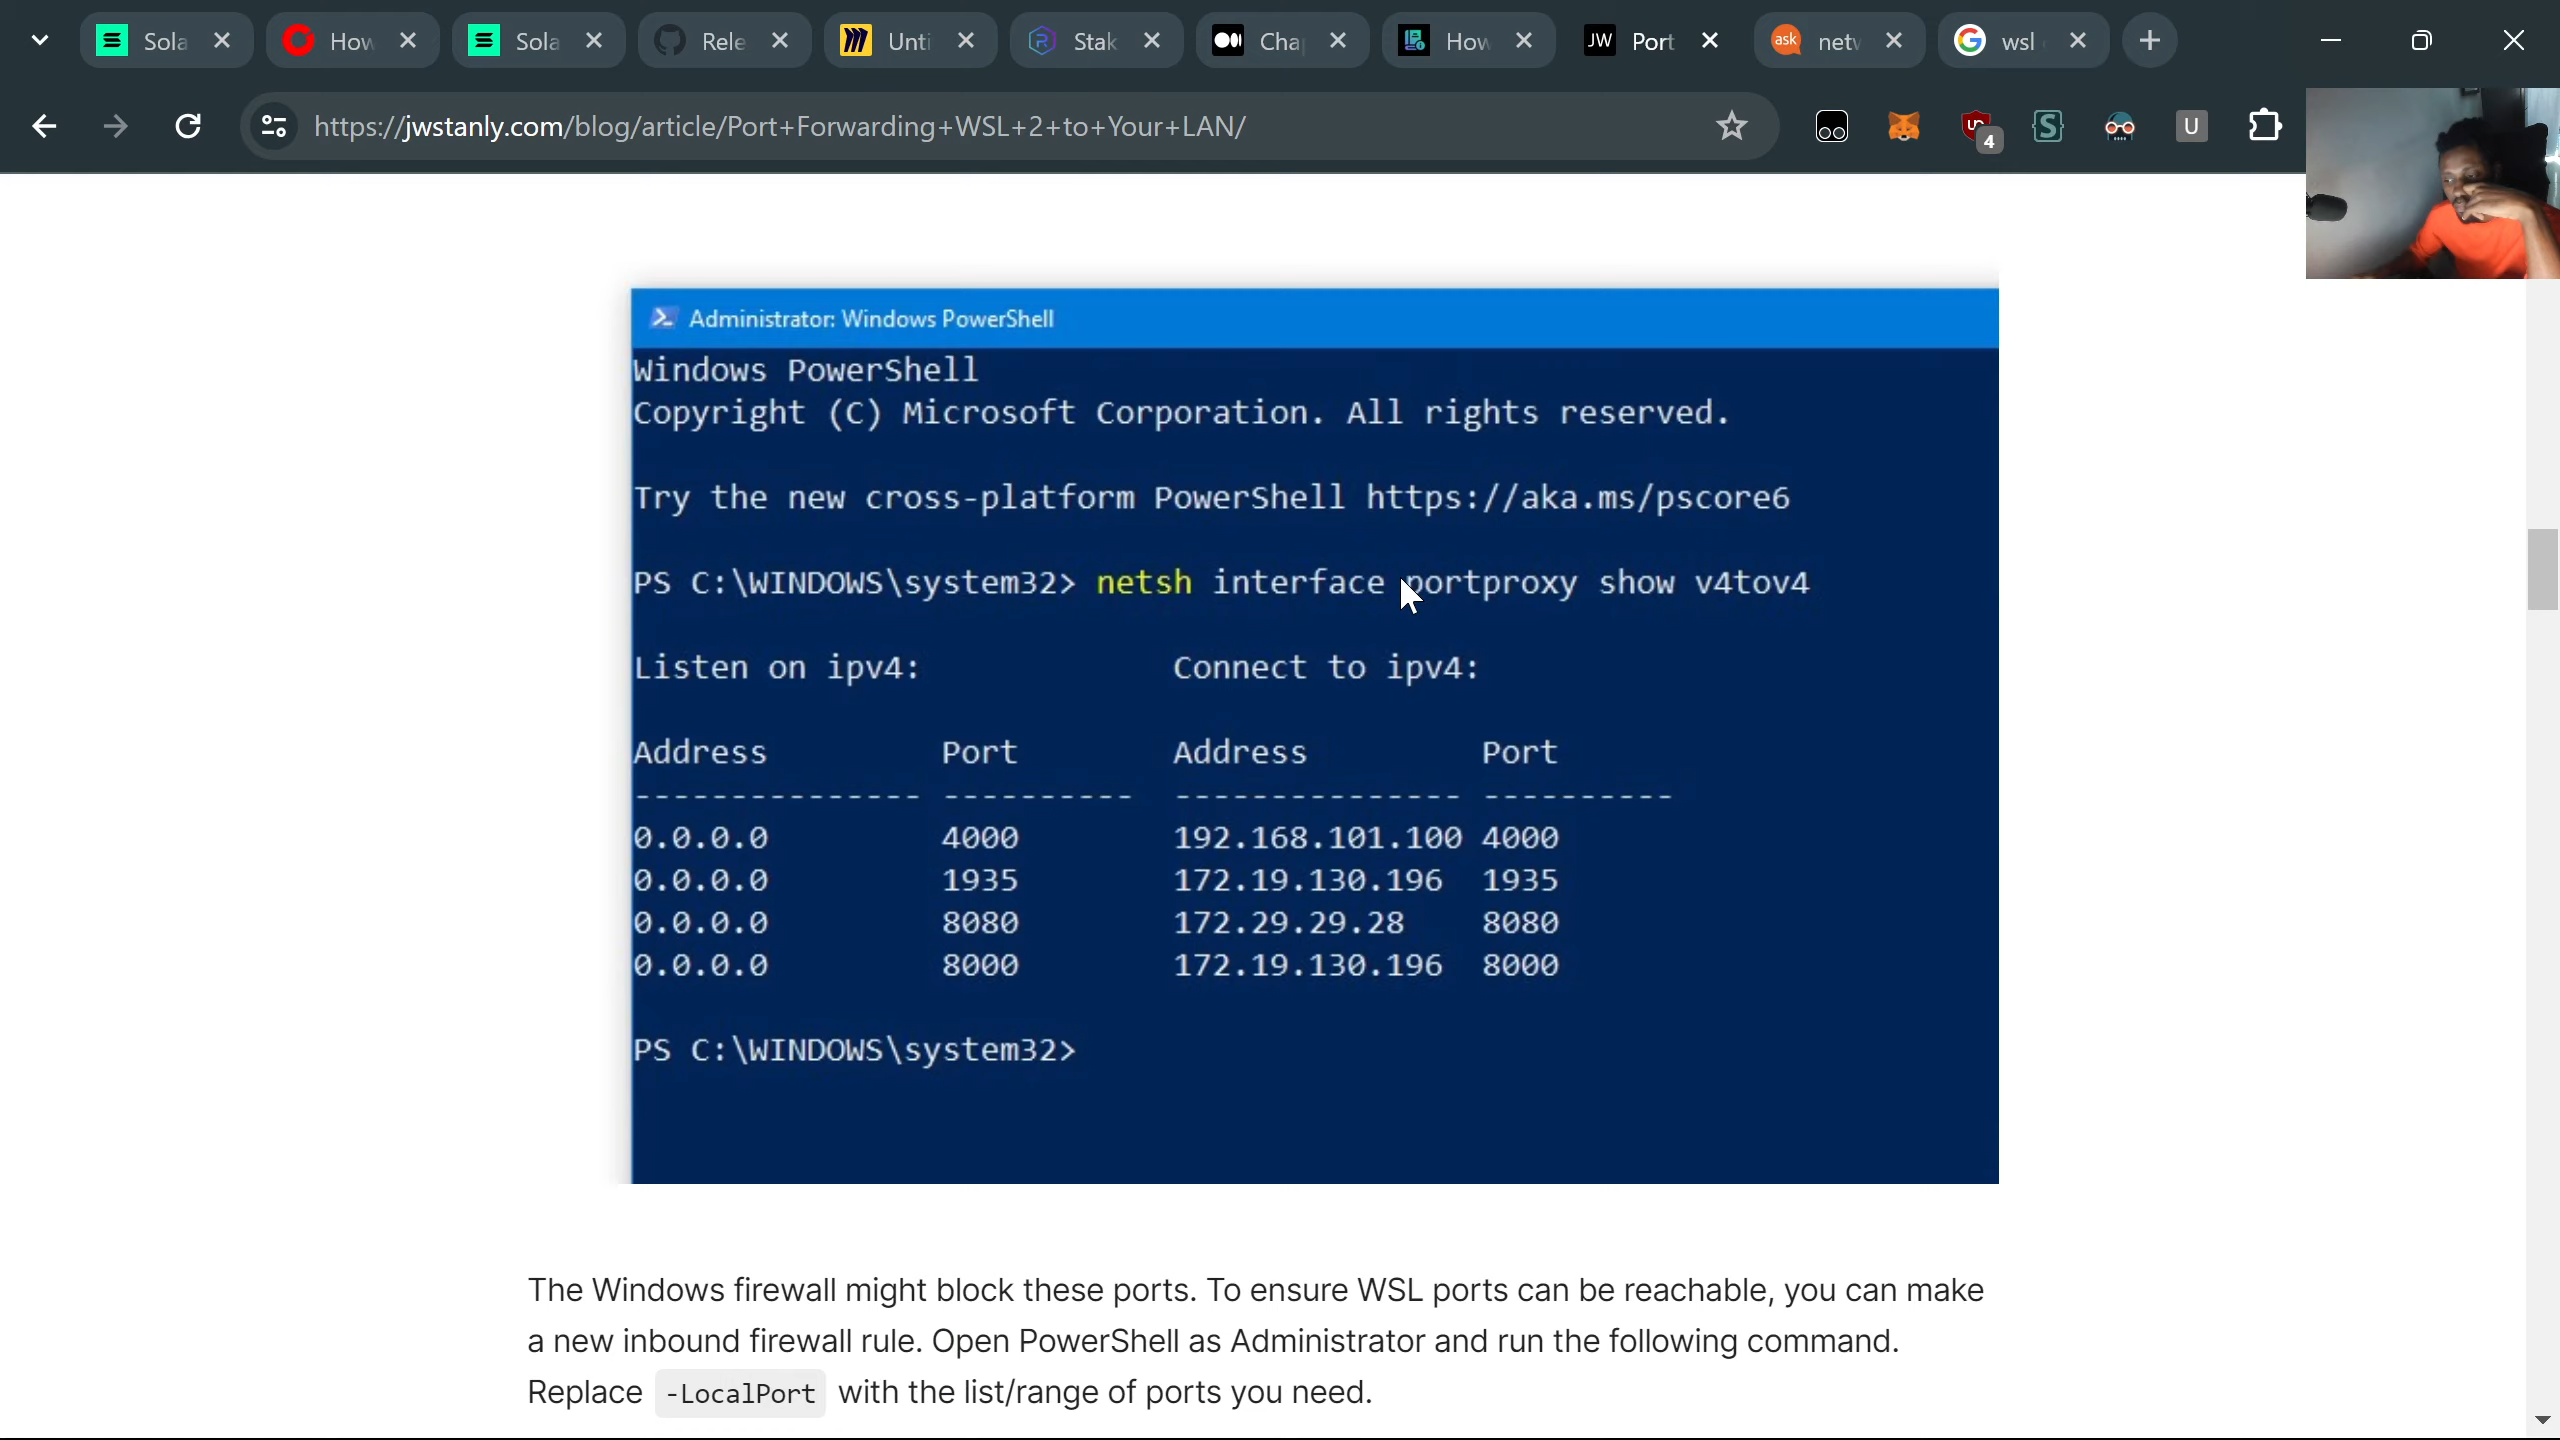 Sola
How
Sola
Rele
Unti
Stak
Cha
How
JW Port
ask netw
wsl
https://jwstanly.com/blog/article/Port+Forwarding+WSL+2+to+Your+LAN/
4
S
U
Administrator: Windows PowerShell
Windows PowerShell
Copyright (C) Microsoft Corporation. All rights reserved.
Try the new cross-platform PowerShell https://aka.ms/pscore6
PS C:\WINDOWS\system32> netsh interface portproxy show v4tov4
Listen on ipv4:             Connect to ipv4:
Address         Port        Address         Port
--------------- ----------  --------------- ----------
0.0.0.0         4000        192.168.101.100 4000
0.0.0.0         1935        172.19.130.196  1935
0.0.0.0         8080        172.29.29.28    8080
0.0.0.0         8000        172.19.130.196  8000
PS C:\WINDOWS\system32>
The Windows firewall might block these ports. To ensure WSL ports can be reachable, you can make
a new inbound firewall rule. Open PowerShell as Administrator and run the following command.
Replace -LocalPort with the list/range of ports you need.